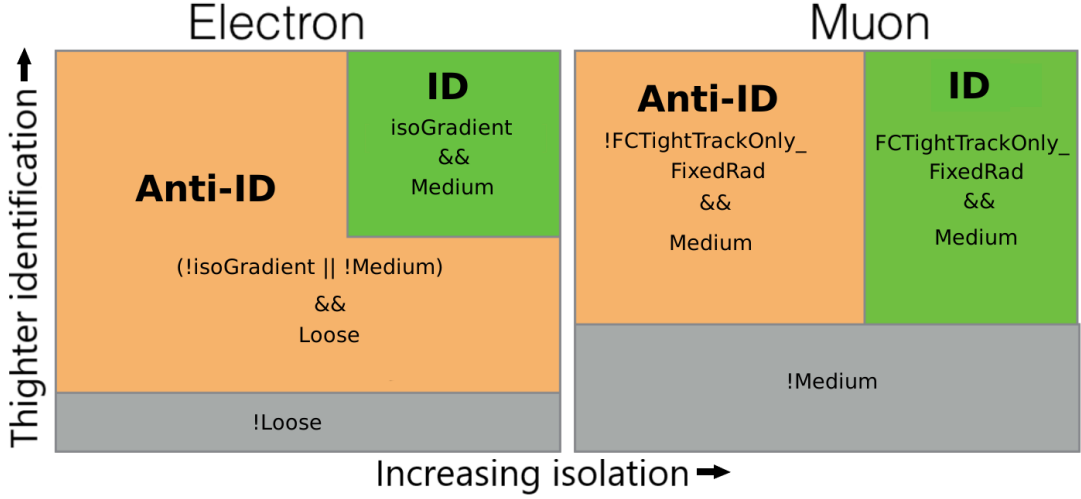 Electron
Muon
Thighter identification
ID
isoGradient
&&
Medium
Anti-ID
(!isoGradient || !Medium)
&&
Loose
!Loose
Anti-ID
!FCTightTrackOnly_
FixedRad
&&
Medium
ID
FCTightTrackOnly_
FixedRad
&&
Medium
!Medium
Increasing isolation